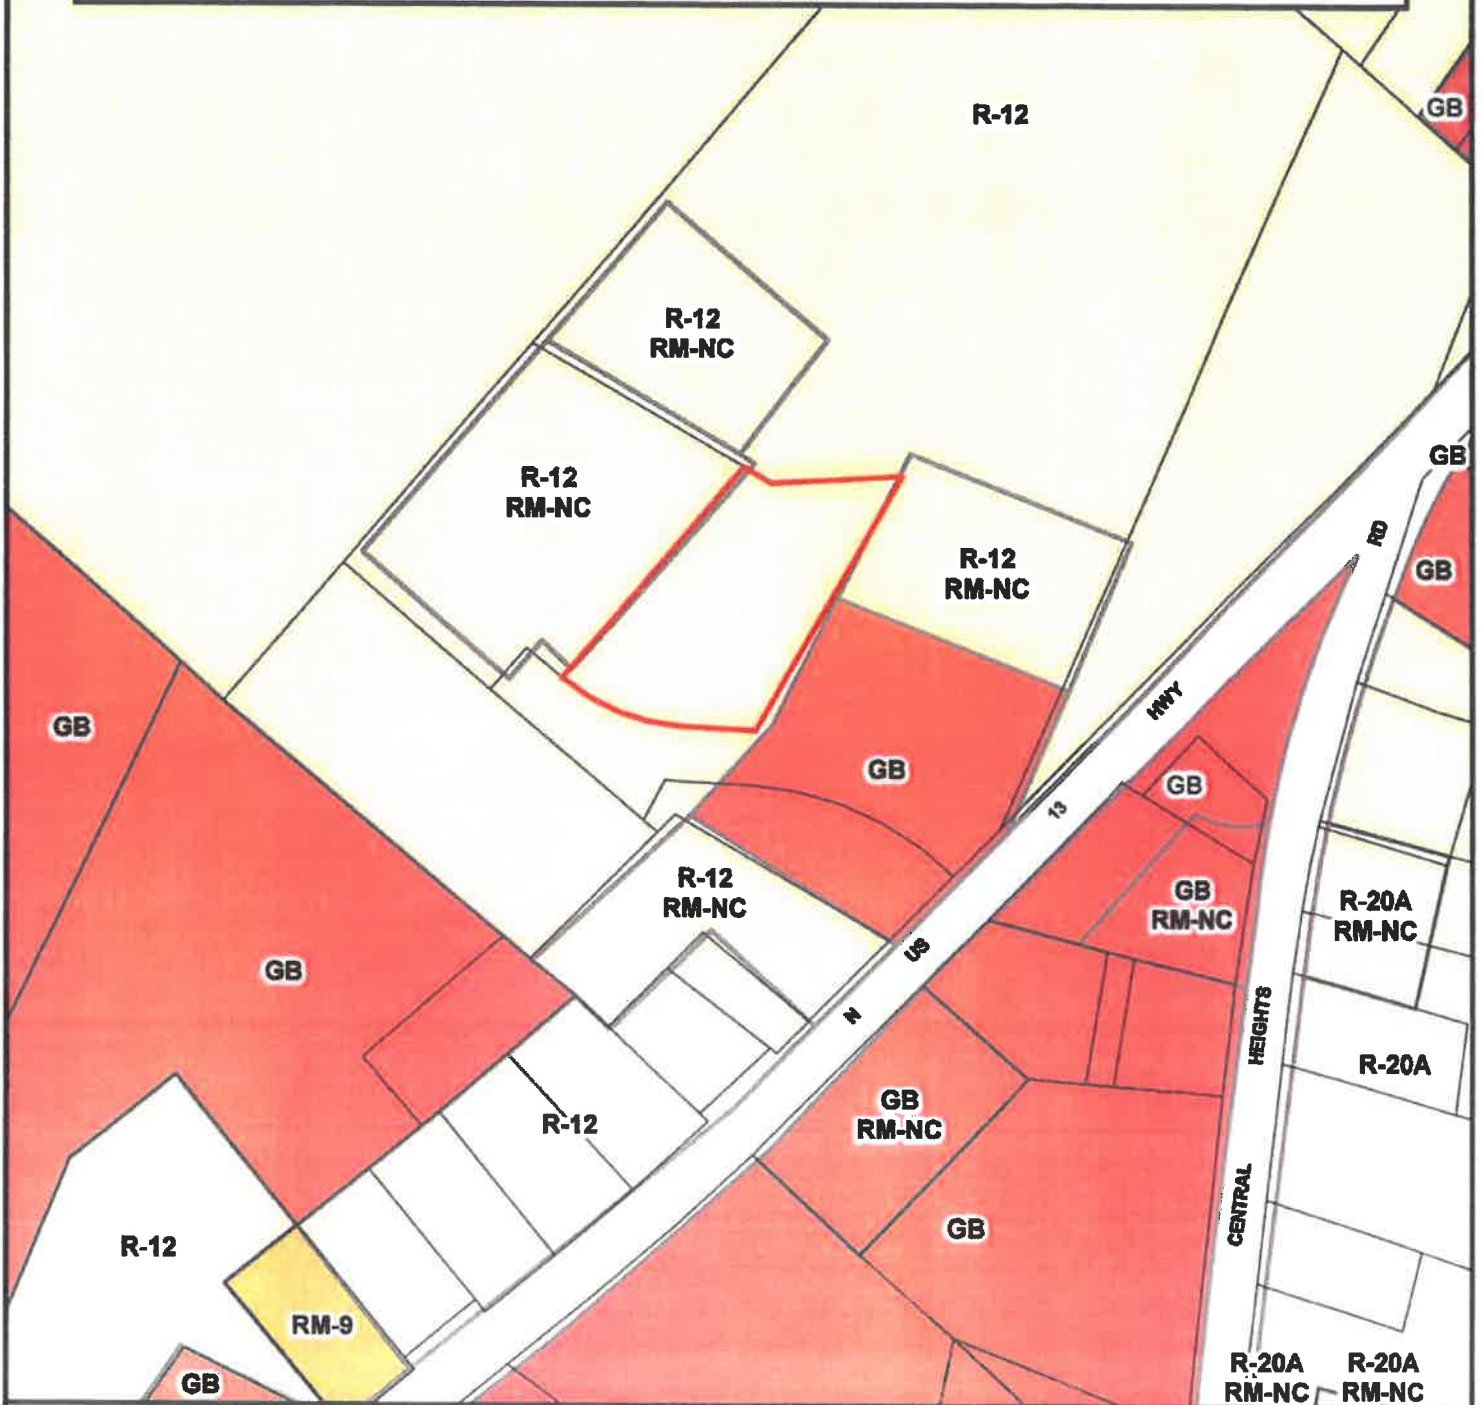 R-12
GB
R-12
RM-NC
R-12
RM-NC
GB
RD
R-12
RM-NC
GB
HWY
GB
GB
GB
13
R-12
RM-NC
GB
RM-NC
R-20A
RM-NC
US
GB
N
HEIGHTS
R-20A
GB
RM-NC
R-12
CENTRAL
GB
R-12
RM-9
GB
R-20A
RM-NC
R-20A
RM-NC